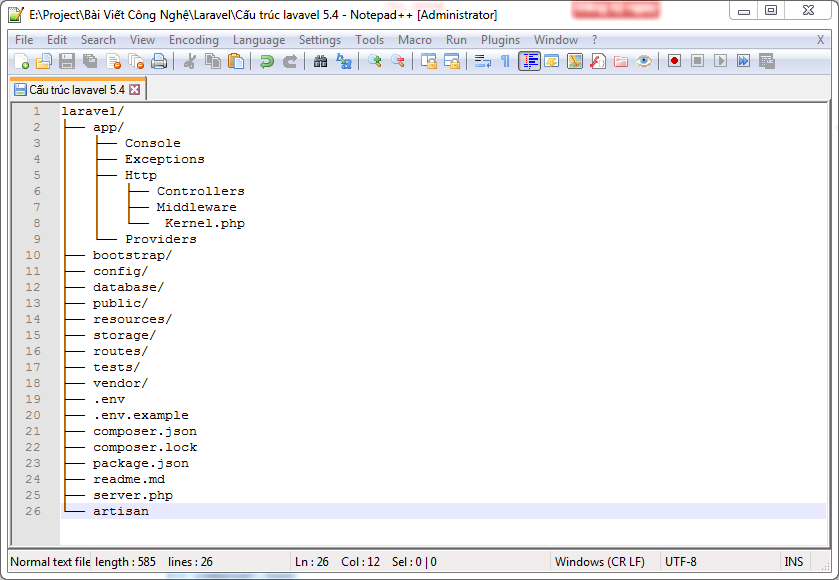 E:\Project\Bài Viết Công Nghệ\Laravel\Cấu trúc lavavel 5.4 - Notepad++ [Administrator]
File Edit Search View Encoding Language Settings Tools Macro Run Plugins Window ? X
Cấu trúc lavavel 5.4
1 laravel/
2 ├── app/
3 │   ├── Console
4 │   ├── Exceptions
5 │   ├── Http
6 │   │   ├── Controllers
7 │   │   ├── Middleware
8 │   │   └──  Kernel.php
9 │   └── Providers
10 ├── bootstrap/
11 ├── config/
12 ├── database/
13 ├── public/
14 ├── resources/
15 ├── storage/
16 ├── routes/
17 ├── tests/
18 ├── vendor/
19 ├── .env
20 ├── .env.example
21 ├── composer.json
22 ├── composer.lock
23 ├── package.json
24 ├── readme.md
25 ├── server.php
26 └── artisan
Normal text file length : 585 lines : 26 Ln : 26 Col : 12 Sel : 0 | 0 Windows (CR LF) UTF-8 INS